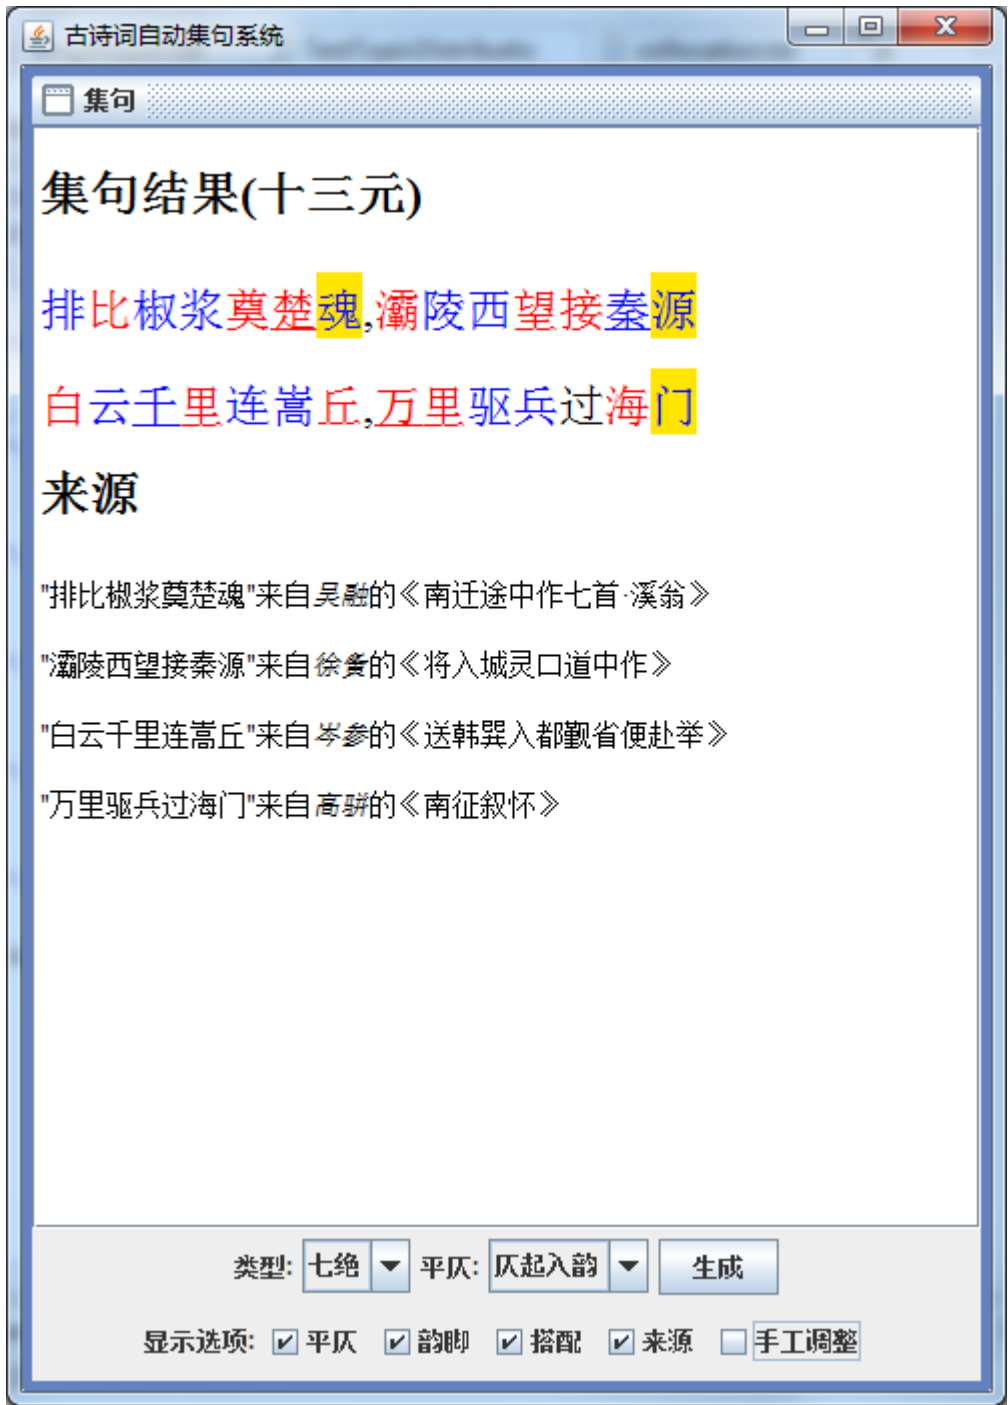 古诗词自动集句系统
集句
集句结果(十三元)
排比椒浆奠楚魂,灞陵西望接秦源
白云千里连嵩丘,万里驱兵过海门
来源
"排比椒浆奠楚魂"来自吴融的《南迁途中作七首·溪翁》
"灞陵西望接秦源"来自徐夤的《将入城灵口道中作》
"白云千里连嵩丘"来自岑参的《送韩巽入都觐省便赴举》
"万里驱兵过海门"来自高骈的《南征叙怀》
类型: 七绝 平仄: 仄起入韵 生成
显示选项: 平仄 韵脚 搭配 来源 手工调整